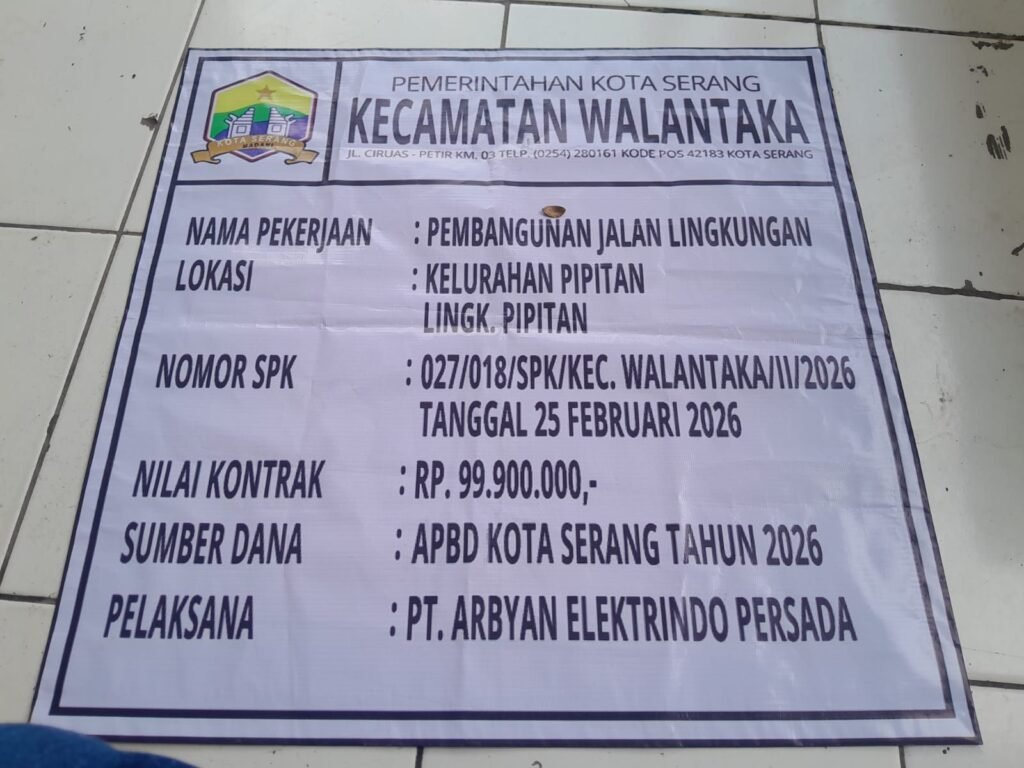 PEMERINTAHAN KOTA SERANG
KECAMATAN WALANTAKA
JL. CIRUAS - PETIR KM. 03 TELP. (0254) 280161 KODE POS 42183 KOTA SERANG
KOTA SERANG
MADANI
NAMA PEKERJAAN : PEMBANGUNAN JALAN LINGKUNGAN
LOKASI : KELURAHAN PIPITAN
LINGK. PIPITAN
NOMOR SPK : 027/018/SPK/KEC. WALANTAKA/II/2026
TANGGAL 25 FEBRUARI 2026
NILAI KONTRAK : RP. 99.900.000,-
SUMBER DANA : APBD KOTA SERANG TAHUN 2026
PELAKSANA : PT. ARBYAN ELEKTRINDO PERSADA